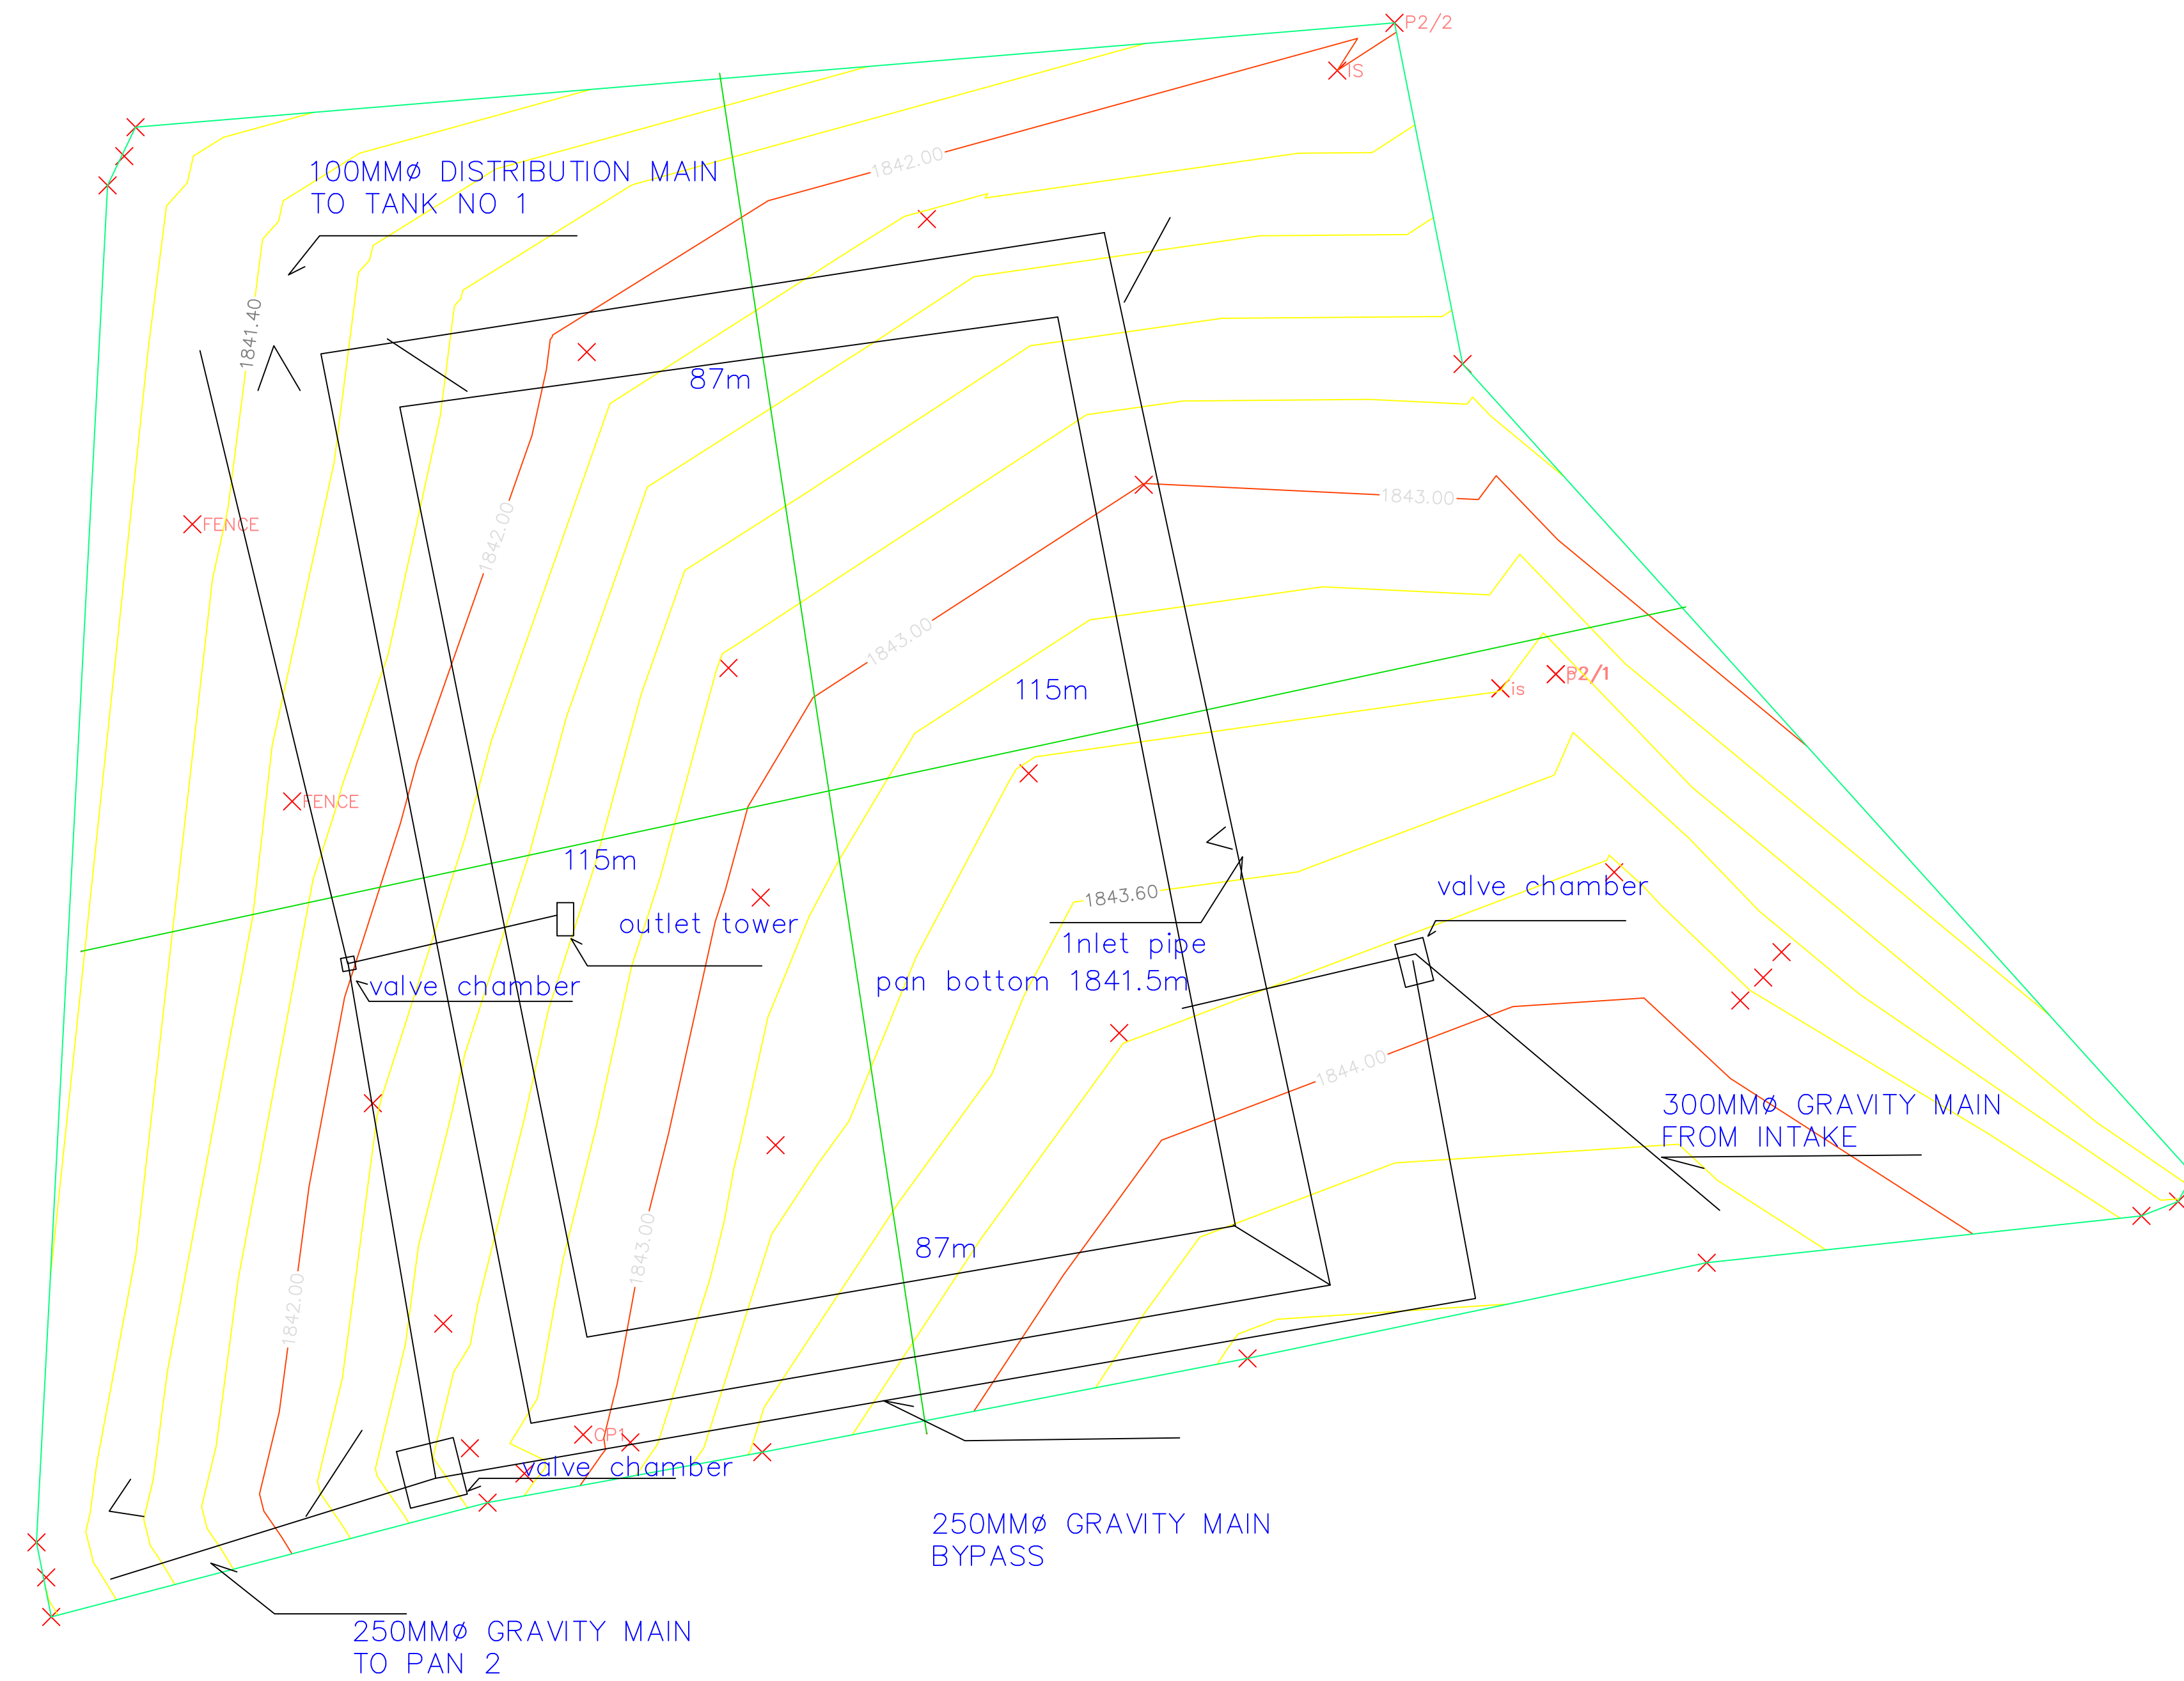 P2/2
IS
1842.00
100MMø DISTRIBUTION MAIN
TO TANK NO 1
1841.40
87m
1842.00
1843.00
FENCE
1843.00
115m
is
P2/1
FENCE
115m
1843.60
valve chamber
outlet tower
1nlet pipe
pan bottom 1841.5m
valve chamber
1844.00
300MMø GRAVITY MAIN
FROM INTAKE
1843.00
87m
1842.00
CP1
valve chamber
250MMø GRAVITY MAIN
BYPASS
250MMø GRAVITY MAIN
TO PAN 2